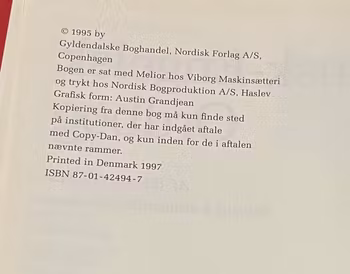 © 1995 by
Gyldendalske Boghandel, Nordisk Forlag A/S,
Copenhagen
Bogen er sat med Melior hos Viborg Maskinsætteri
og trykt hos Nordisk Bogproduktion A/S, Haslev
Grafisk form: Austin Grandjean
Kopiering fra denne bog må kun finde sted
på institutioner, der har indgået aftale
med Copy-Dan, og kun inden for de i aftalen
nævnte rammer.
Printed in Denmark 1997
ISBN 87-01-42494-7